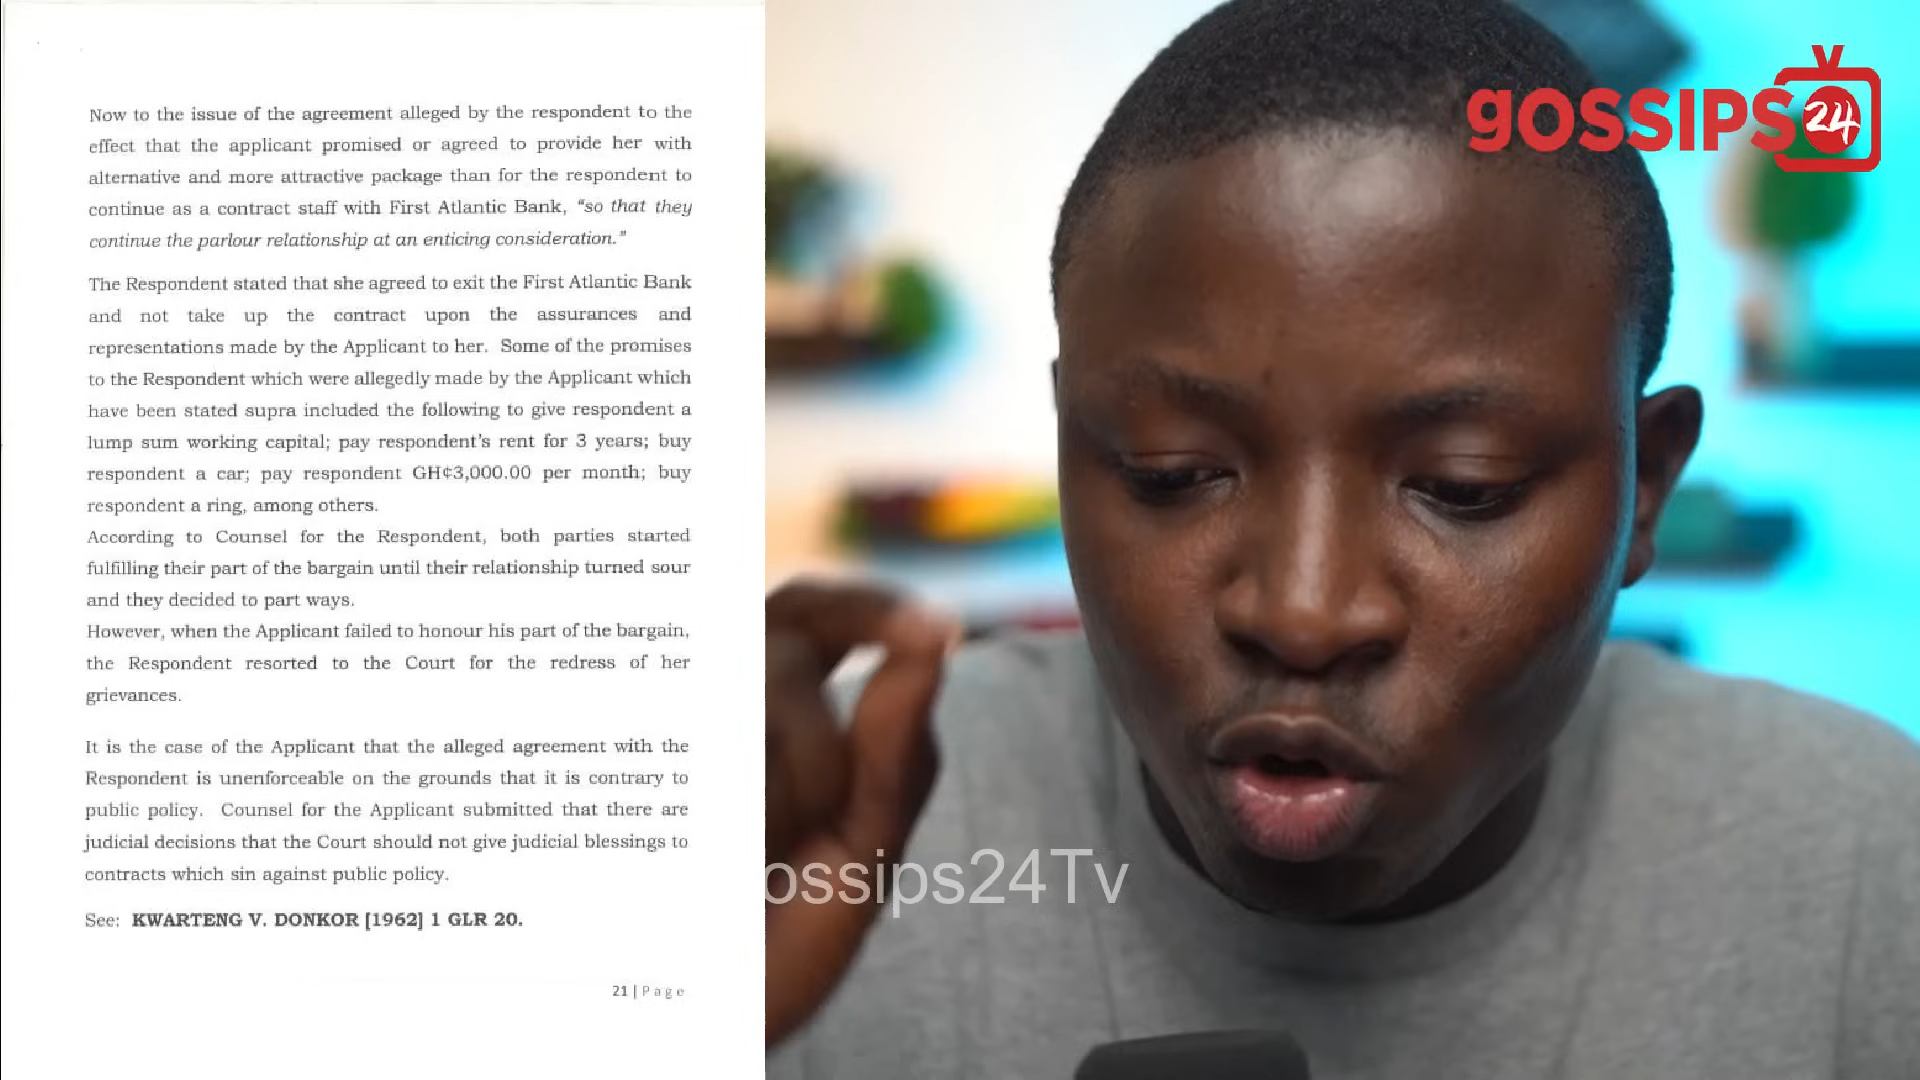 Now to the issue of the agreement alleged by the respondent to the
effect that the applicant promised or agreed to provide her with
alternative and more attractive package than for the respondent to
continue as a contract staff with First Atlantic Bank, “so that they
continue the parlour relationship at an enticing consideration.”
The Respondent stated that she agreed to exit the First Atlantic Bank
and not take up the contract upon the assurances and
representations made by the Applicant to her. Some of the promises
to the Respondent which were allegedly made by the Applicant which
have been stated supra included the following to give respondent a
lump sum working capital; pay respondent's rent for 3 years; buy
respondent a car; pay respondent GH¢3,000.00 per month; buy
respondent a ring, among others.
According to Counsel for the Respondent, both parties started
fulfilling their part of the bargain until their relationship turned sour
and they decided to part ways.
However, when the Applicant failed to honour his part of the bargain,
the Respondent resorted to the Court for the redress of her
grievances.
It is the case of the Applicant that the alleged agreement with the
Respondent is unenforceable on the grounds that it is contrary to
public policy. Counsel for the Applicant submitted that there are
judicial decisions that the Court should not give judicial blessings to
contracts which sin against public policy.
See: KWARTENG V. DONKOR [1962] 1 GLR 20.
21 | Page
gOSSIPS 24
ossips24Tv